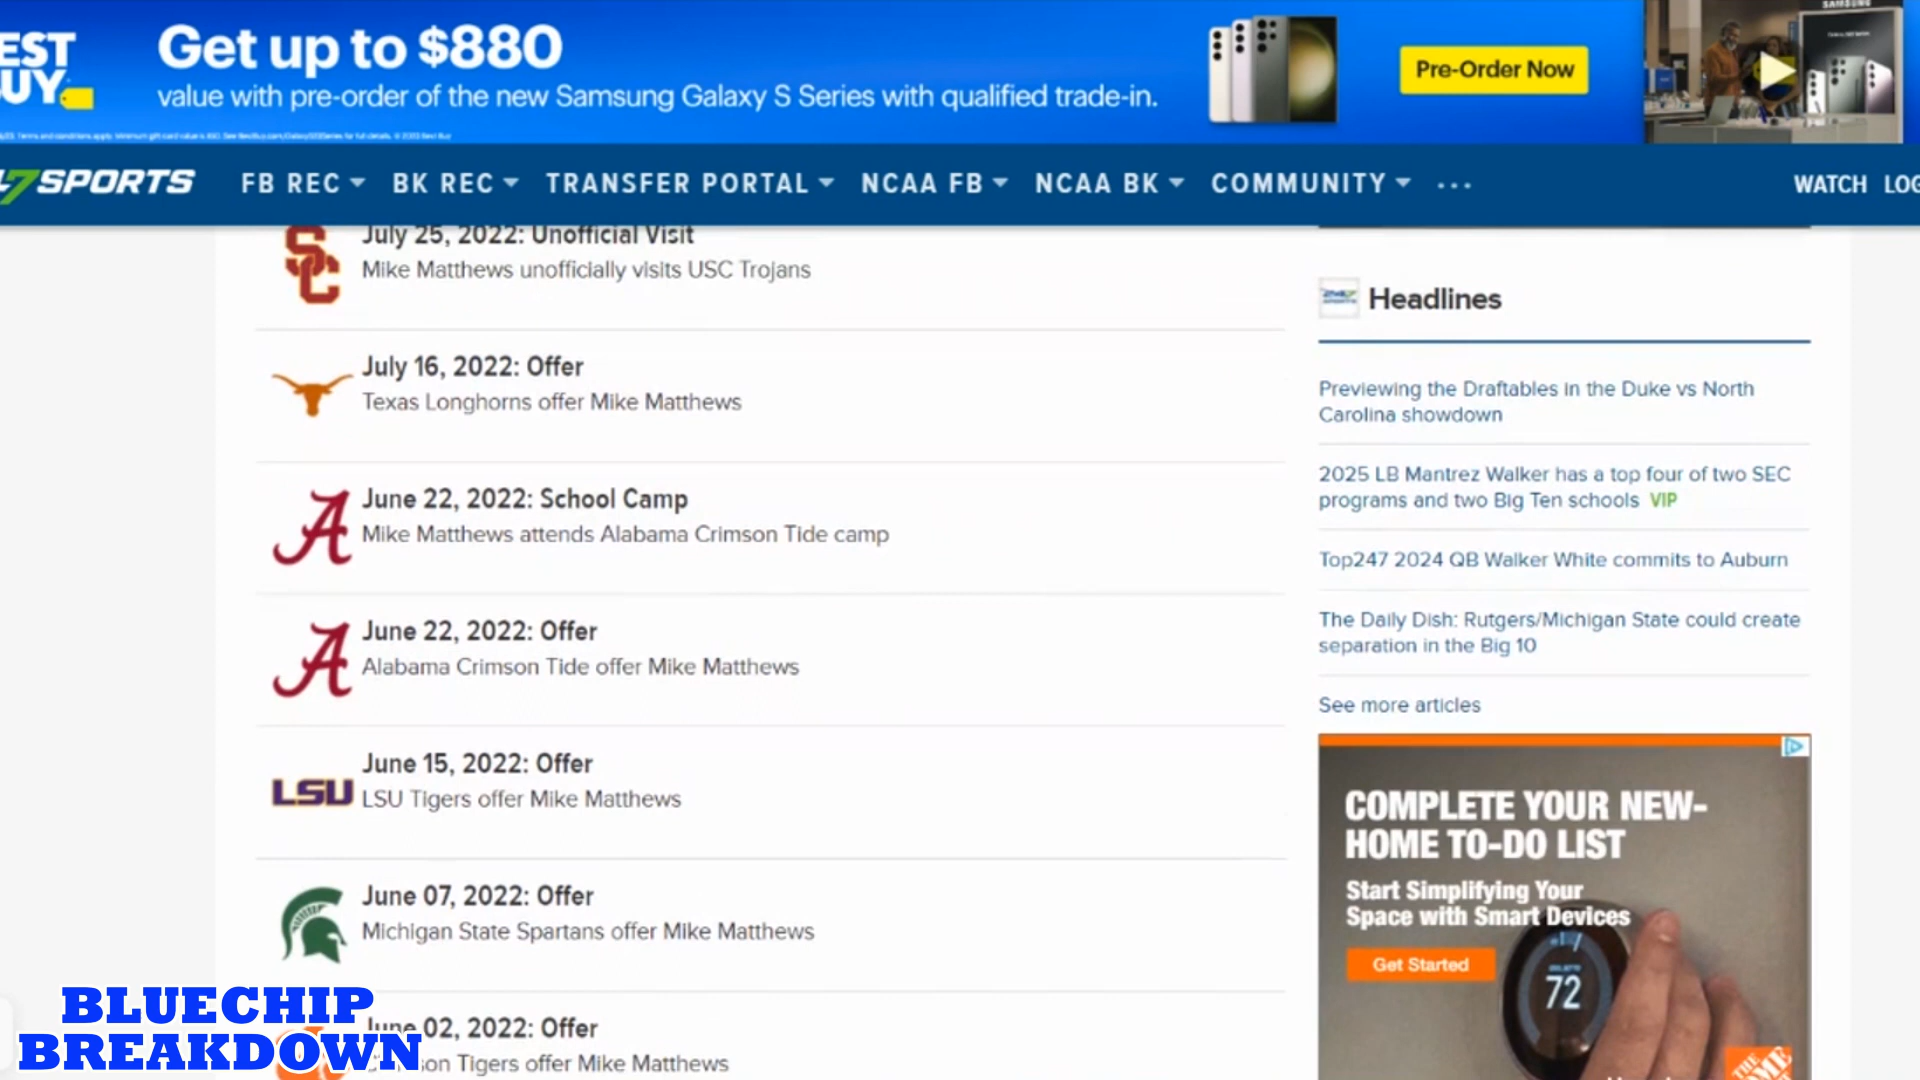 Get up to $880
value with pre-order of the new Samsung Galaxy S Series with qualified trade-in.
Pre-Order Now
SAMSUNG
SPORTS
FB REC
BK REC
TRANSFER PORTAL
NCAA FB
NCAA BK
COMMUNITY
WATCH
July 25, 2022: Unofficial Visit
Mike Matthews unofficially visits USC Trojans
July 16, 2022: Offer
Texas Longhorns offer Mike Matthews
June 22, 2022: School Camp
Mike Matthews attends Alabama Crimson Tide camp
June 22, 2022: Offer
Alabama Crimson Tide offer Mike Matthews
LSU
June 15, 2022: Offer
LSU Tigers offer Mike Matthews
June 07, 2022: Offer
Michigan State Spartans offer Mike Matthews
June 02, 2022: Offer
Tigers offer Mike Matthews
Headlines
Previewing the Draftables in the Duke vs North
Carolina showdown
2025 LB Mantrez Walker has a top four of two SEC
programs and two Big Ten schools VIP
Top247 2024 QB Walker White commits to Auburn
The Daily Dish: Rutgers/Michigan State could create
separation in the Big 10
See more articles
COMPLETE YOUR NEW-
HOME TO-DO LIST
Start Simplifying Your
Space with Smart Devices
Get Started
72
BLUECHIP
BREAKDOWN